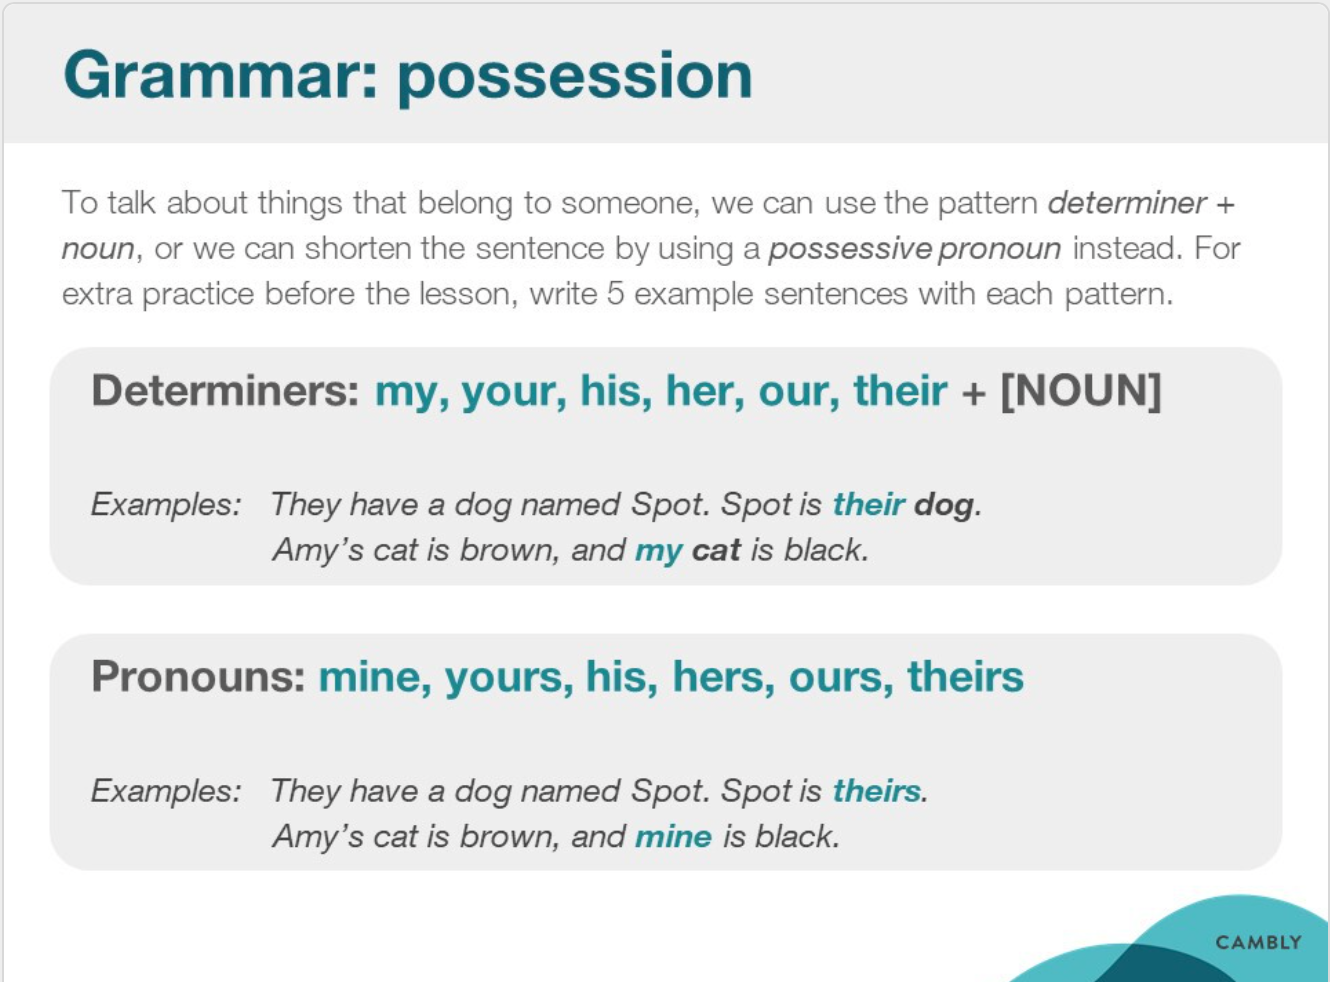 Grammar: possession
To talk about things that belong to someone, we can use the pattern determiner +
noun, or we can shorten the sentence by using a possessive pronoun instead. For
extra practice before the lesson, write 5 example sentences with each pattern.
Determiners: my, your, his, her, our, their + [NOUN]
Examples: They have a dog named Spot. Spot is their dog.
Amy's cat is brown, and my cat is black.
Pronouns: mine, yours, his, hers, ours, theirs
Examples: They have a dog named Spot. Spot is theirs.
Amy's cat is brown, and mine is black.
CAMBLY